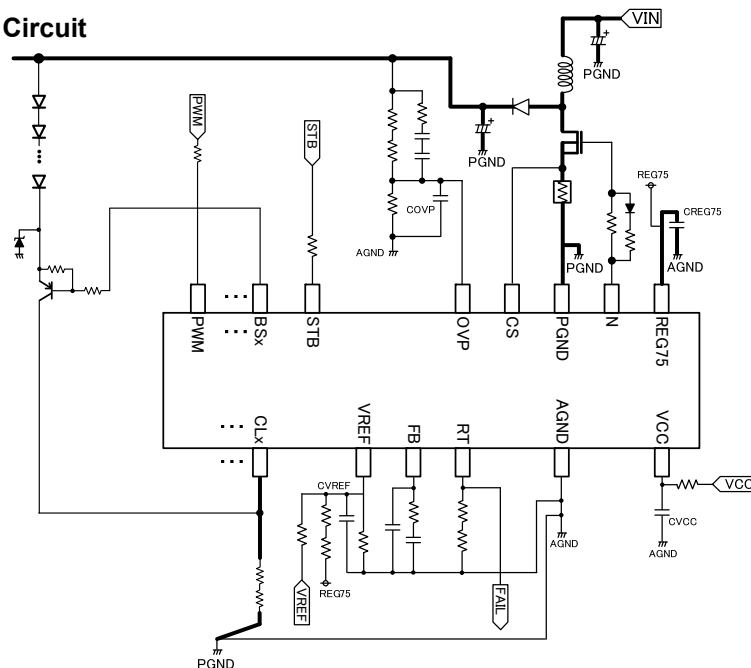 Circuit
VIN
PGND
PWM
STB
PGND
REG75
COVP
CREG75
AGND
PGND
AGND
PWM
BSx
STB
OVP
CS
PGND
N
REG75
CLx
VREF
FB
RT
AGND
VCC
CVREF
VCC
CVCC
AGND
AGND
REG75
VREF
FAIL
PGND